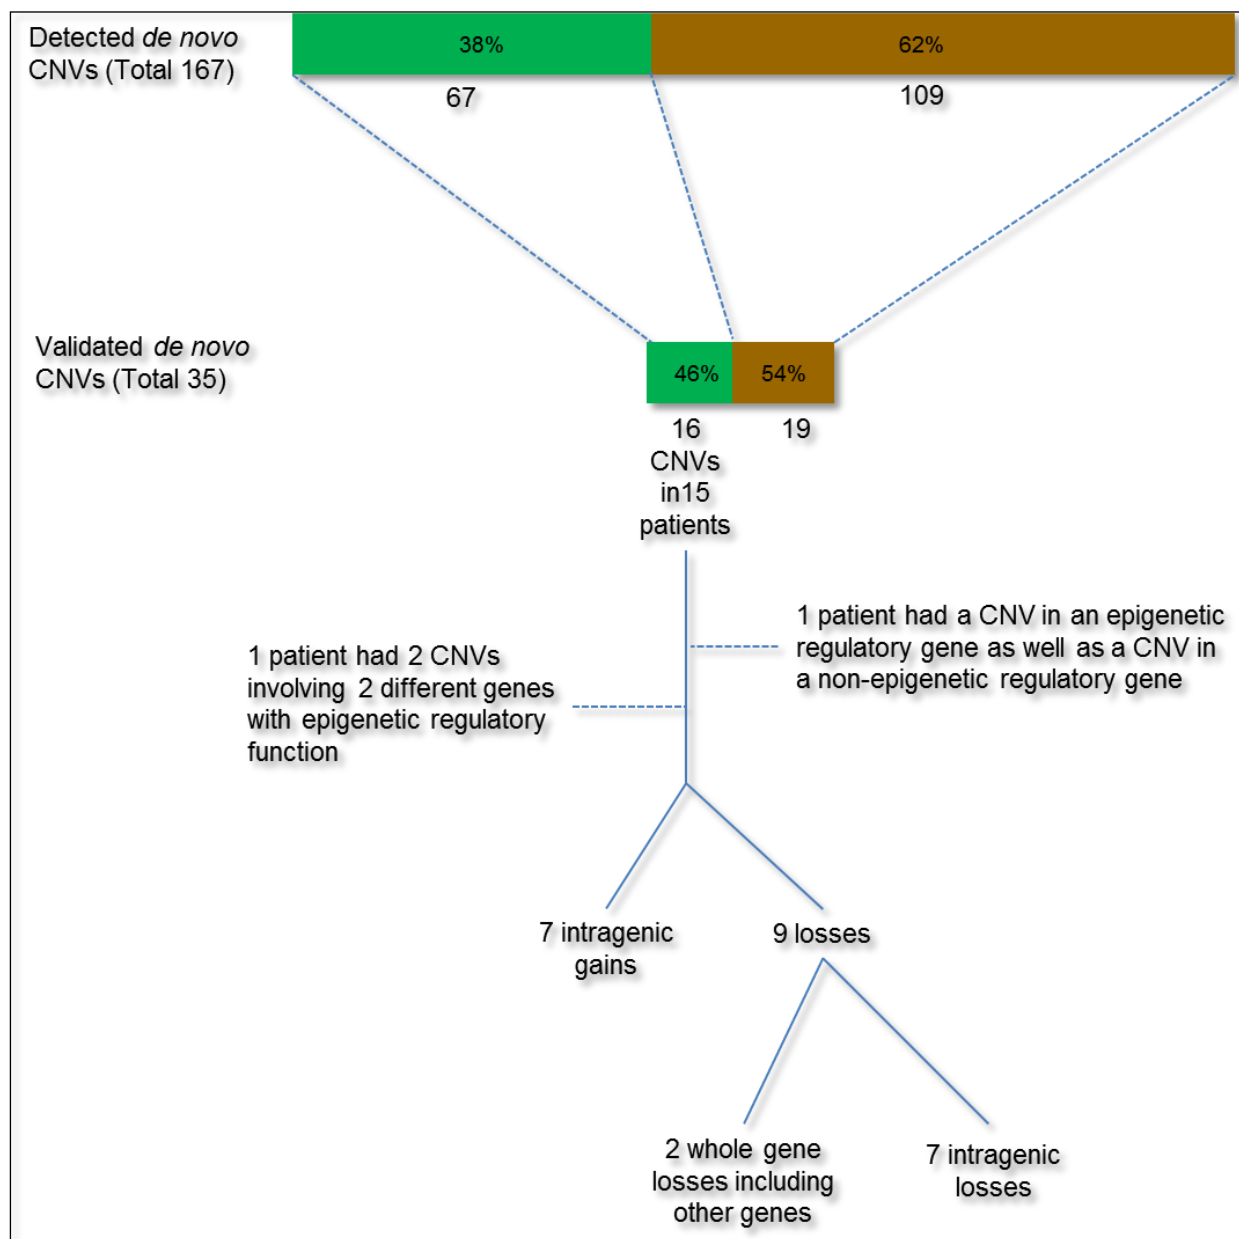 Detected de novo
CNVs (Total 167)
38%
62%
67
109
Validated de novo
CNVs (Total 35)
46%
54%
16
CNVs
in15
patients
19
1 patient had a CNV in an epigenetic
regulatory gene as well as a CNV in
a non-epigenetic regulatory gene
1 patient had 2 CNVs
involving 2 different genes
with epigenetic regulatory
function
7 intragenic
gains
9 losses
2 whole gene
losses including
other genes
7 intragenic
losses